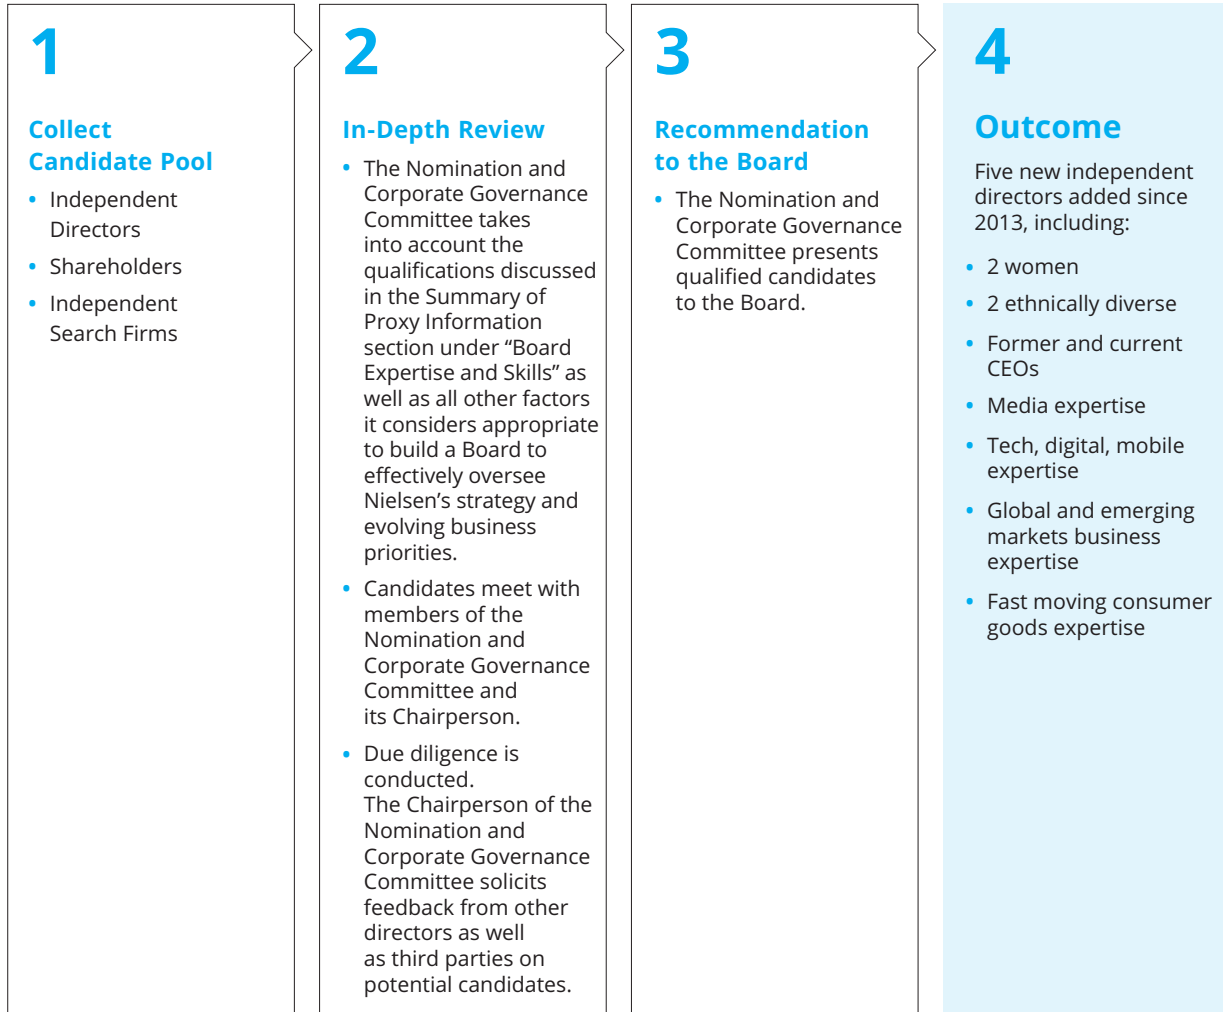 1
Collect
Candidate Pool
• Independent
Directors
• Shareholders
• Independent
Search Firms
2
In-Depth Review
• The Nomination and
Corporate Governance
Committee takes
into account the
qualifications discussed
in the Summary of
Proxy Information
section under “Board
Expertise and Skills” as
well as all other factors
it considers appropriate
to build a Board to
effectively oversee
Nielsen’s strategy and
evolving business
priorities.
• Candidates meet with
members of the
Nomination and
Corporate Governance
Committee and
its Chairperson.
• Due diligence is
conducted.
The Chairperson of the
Nomination and
Corporate Governance
Committee solicits
feedback from other
directors as well
as third parties on
potential candidates.
3
Recommendation
to the Board
• The Nomination and
Corporate Governance
Committee presents
qualified candidates
to the Board.
4
Outcome
Five new independent
directors added since
2013, including:
• 2 women
• 2 ethnically diverse
• Former and current
CEOs
• Media expertise
• Tech, digital, mobile
expertise
• Global and emerging
markets business
expertise
• Fast moving consumer
goods expertise